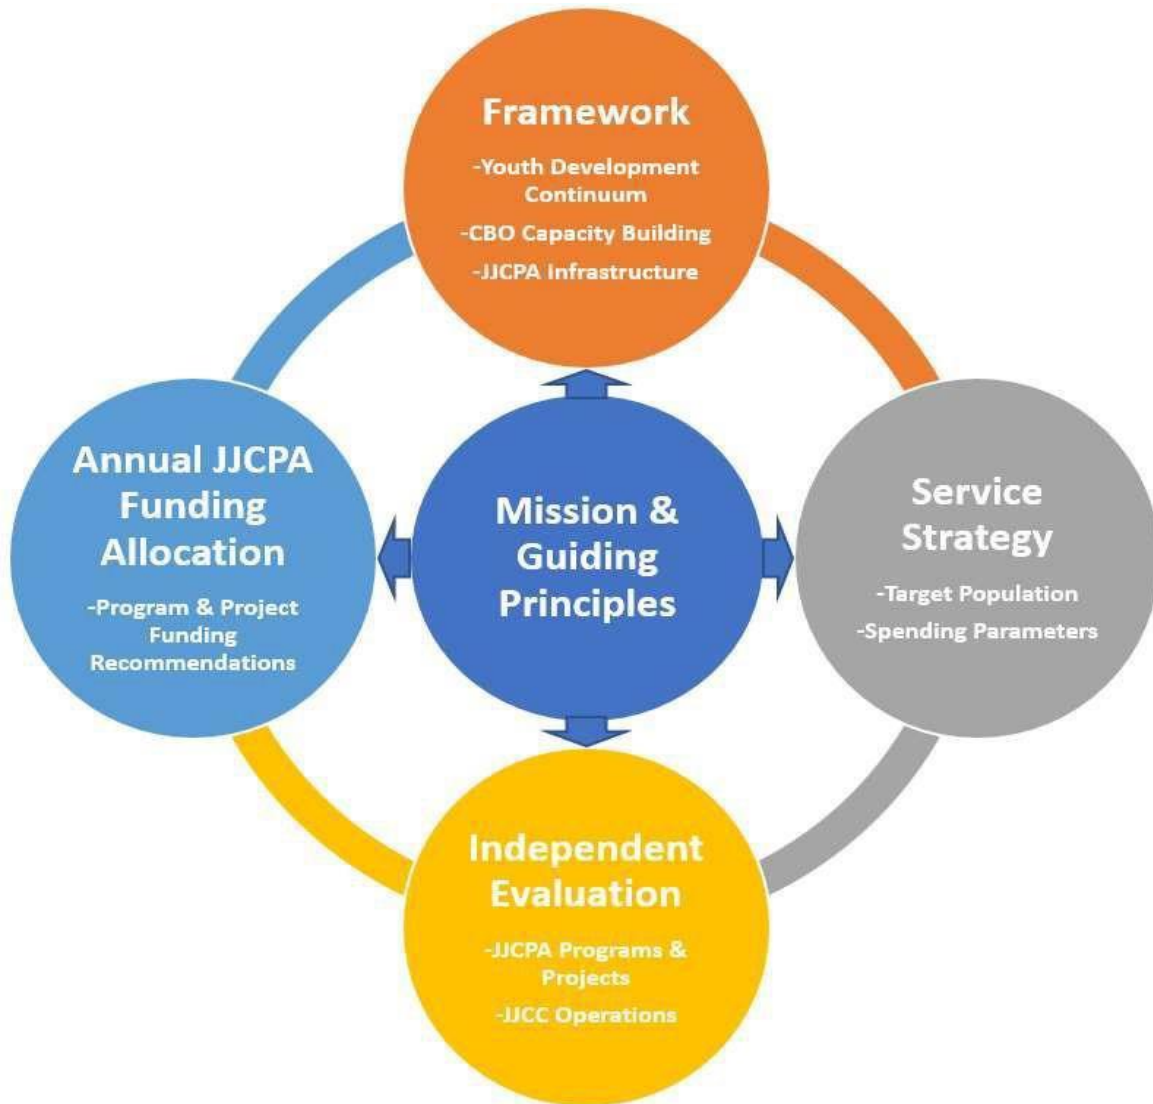 Framework
-Youth Development
Continuum
-CBO Capacity Building
-JJCPA Infrastructure
Annual JJCPA
Funding
Allocation
-Program & Project
Funding
Recommendations
Mission &
Guiding
Principles
Service
Strategy
-Target Population
-Spending Parameters
Independent
Evaluation
-JJCPA Programs &
Projects
-JJCC Operations